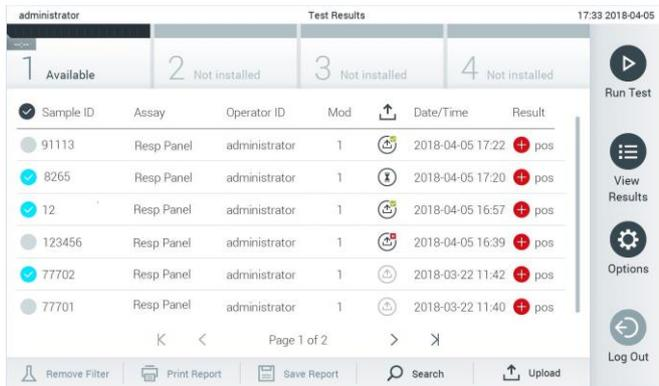 administrator Test Results 17:33 2018-04-05
1 Available 2 Not installed 3 Not installed 4 Not installed
Run Test
Sample ID Assay Operator ID Mod Date/Time Result
91113 Resp Panel administrator 1 2018-04-05 17:22 pos
8265 Resp Panel administrator 1 2018-04-05 17:20 pos
View
Results
12 Resp Panel administrator 1 2018-04-05 16:57 pos
123456 Resp Panel administrator 1 2018-04-05 16:39 pos
Options
77702 Resp Panel administrator 1 2018-03-22 11:42 pos
77701 Resp Panel administrator 1 2018-03-22 11:40 pos
Page 1 of 2
Log Out
Remove Filter Print Report Save Report Search Upload